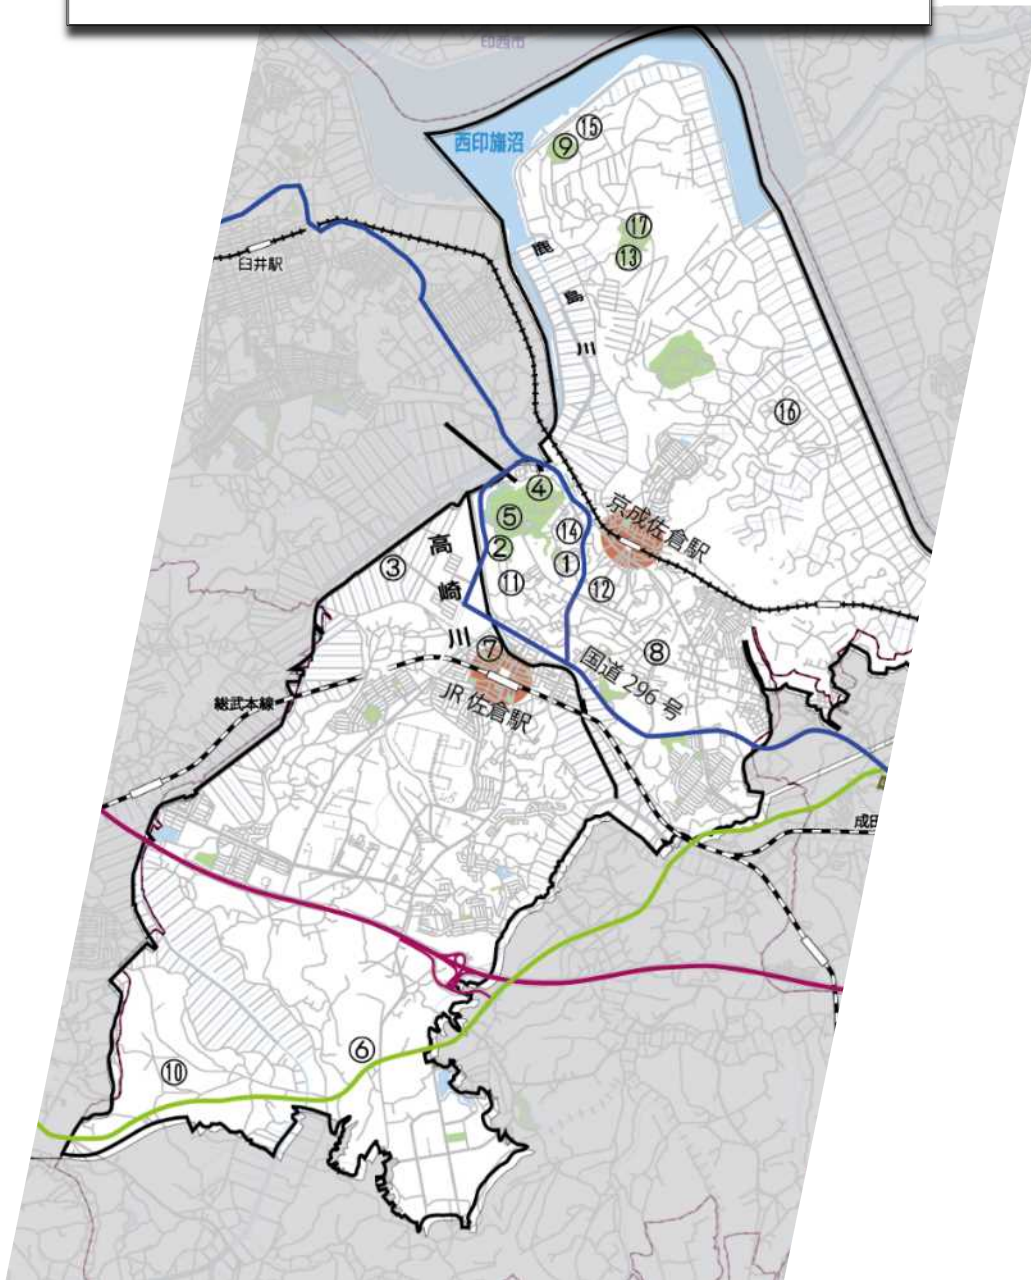 印西市
西印旛沼
⑮
⑨
⑰
⑬
鹿島川
臼井駅
⑯
④
⑤
⑭
京成佐倉駅
②
①
③
高崎川
⑪
⑫
⑦
⑧
国道 296 号
JR 佐倉駅
総武本線
成田
⑥
⑩